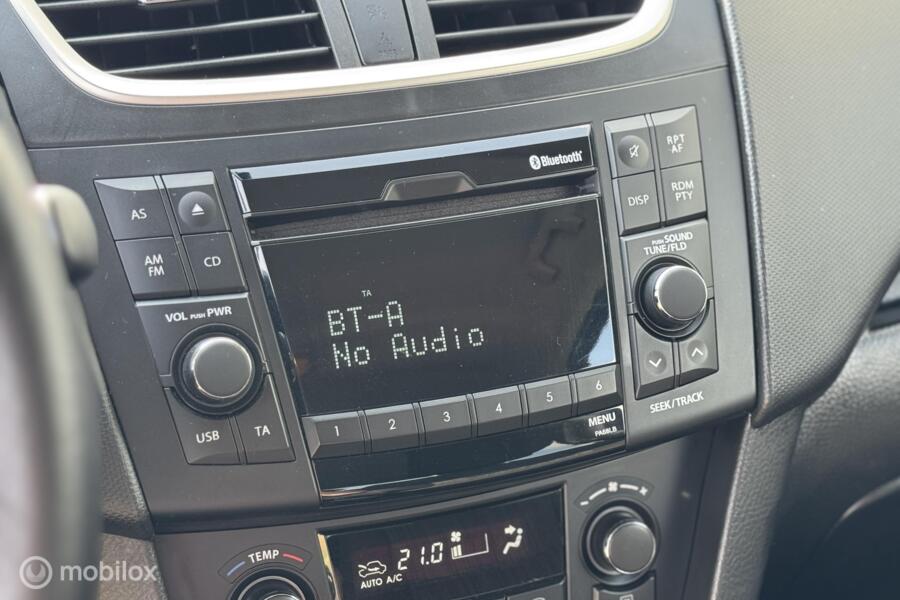 Bluetooth
RPT
AF
DISP
RDM
PTY
AS
AM
FM
CD
VOL PUSH PWR
USB
TA
PUSH SOUND
TUNE/FLD
SEEK/TRACK
TA
BT-A
No Audio
1 2 3 4 5 6
MENU
TEMP
21.0
AUTO A/C
mobilox